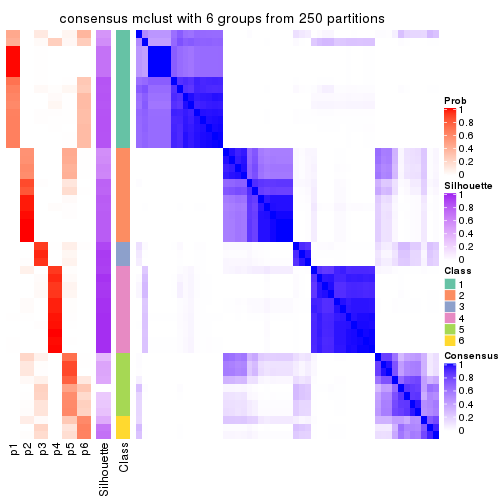 consensus mclust with 6 groups from 250 partitions
Prob
1
0.8
0.6
0.4
0.2
0
Silhouette
1
0.8
0.6
0.4
0.2
0
Class
1
2
3
4
5
6
Consensus
1
0.8
0.6
0.4
0.2
0
p1
p2
p3
p4
p5
p6
Silhouette
Class